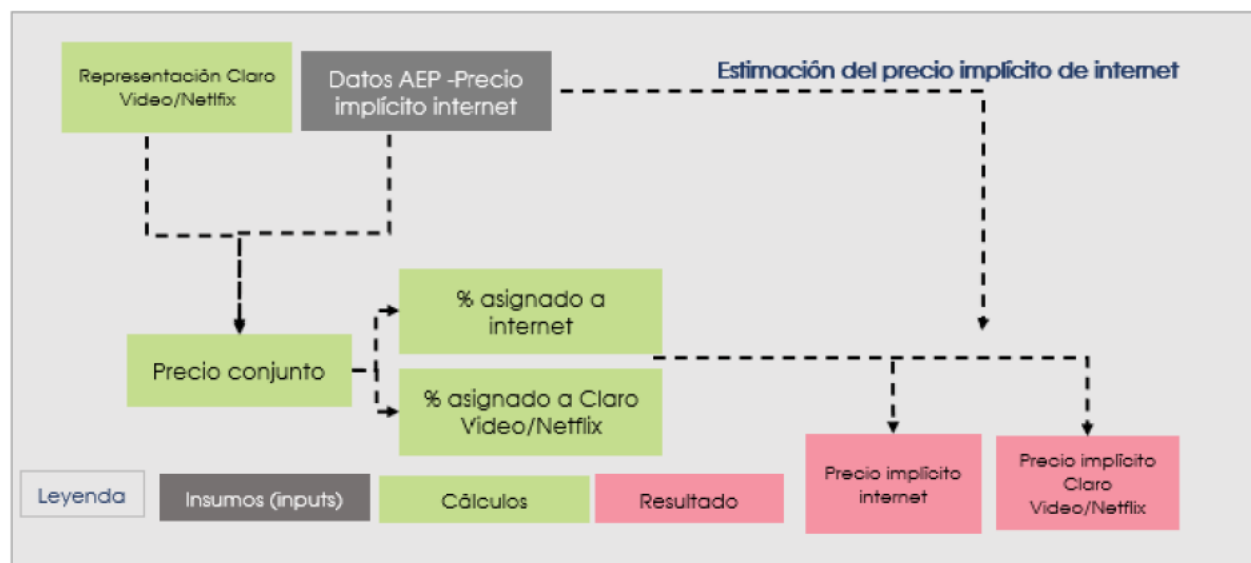 Representación Claro
Video/Netlfix
Datos AEP -Precio
implícito internet
Estimación del precio implícito de internet
% asignado a
internet
Precio conjunto
% asignado a Claro
Video/Netflix
Precio implícito
internet
Precio implícito
Claro
Video/Netflix
Leyenda
Insumos (inputs)
Cálculos
Resultado